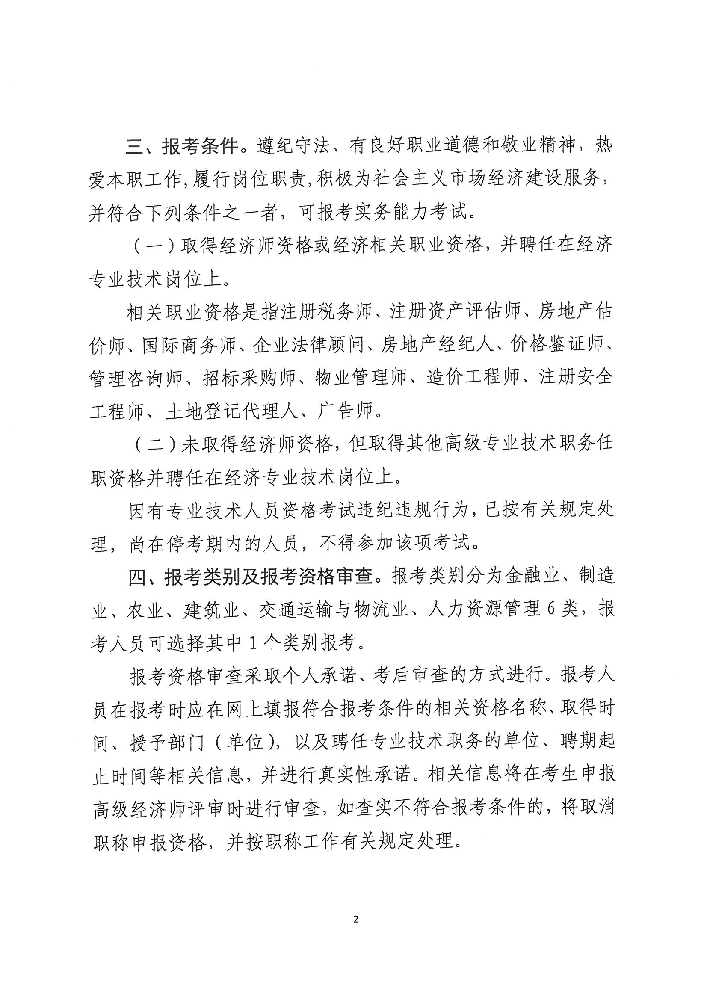 三、报考条件。遵纪守法、有良好职业道德和敬业精神，热
爱本职工作,履行岗位职责,积极为社会主义市场经济建设服务，
并符合下列条件之一者，可报考实务能力考试。
（一）取得经济师资格或经济相关职业资格，并聘任在经济
专业技术岗位上。
相关职业资格是指注册税务师、注册资产评估师、房地产估
价师、国际商务师、企业法律顾问、房地产经纪人、价格鉴证师、
管理咨询师、招标采购师、物业管理师、造价工程师、注册安全
工程师、土地登记代理人、广告师。
（二）未取得经济师资格，但取得其他高级专业技术职务任
职资格并聘任在经济专业技术岗位上。
因有专业技术人员资格考试违纪违规行为，已按有关规定处
理，尚在停考期内的人员，不得参加该项考试。
四、报考类别及报考资格审查。报考类别分为金融业、制造
业、农业、建筑业、交通运输与物流业、人力资源管理 6 类，报
考人员可选择其中 1 个类别报考。
报考资格审查采取个人承诺、考后审查的方式进行。报考人
员在报考时应在网上填报符合报考条件的相关资格名称、取得时
间、授予部门（单位），以及聘任专业技术职务的单位、聘期起
止时间等相关信息，并进行真实性承诺。相关信息将在考生申报
高级经济师评审时进行审查，如查实不符合报考条件的，将取消
职称申报资格，并按职称工作有关规定处理。
2